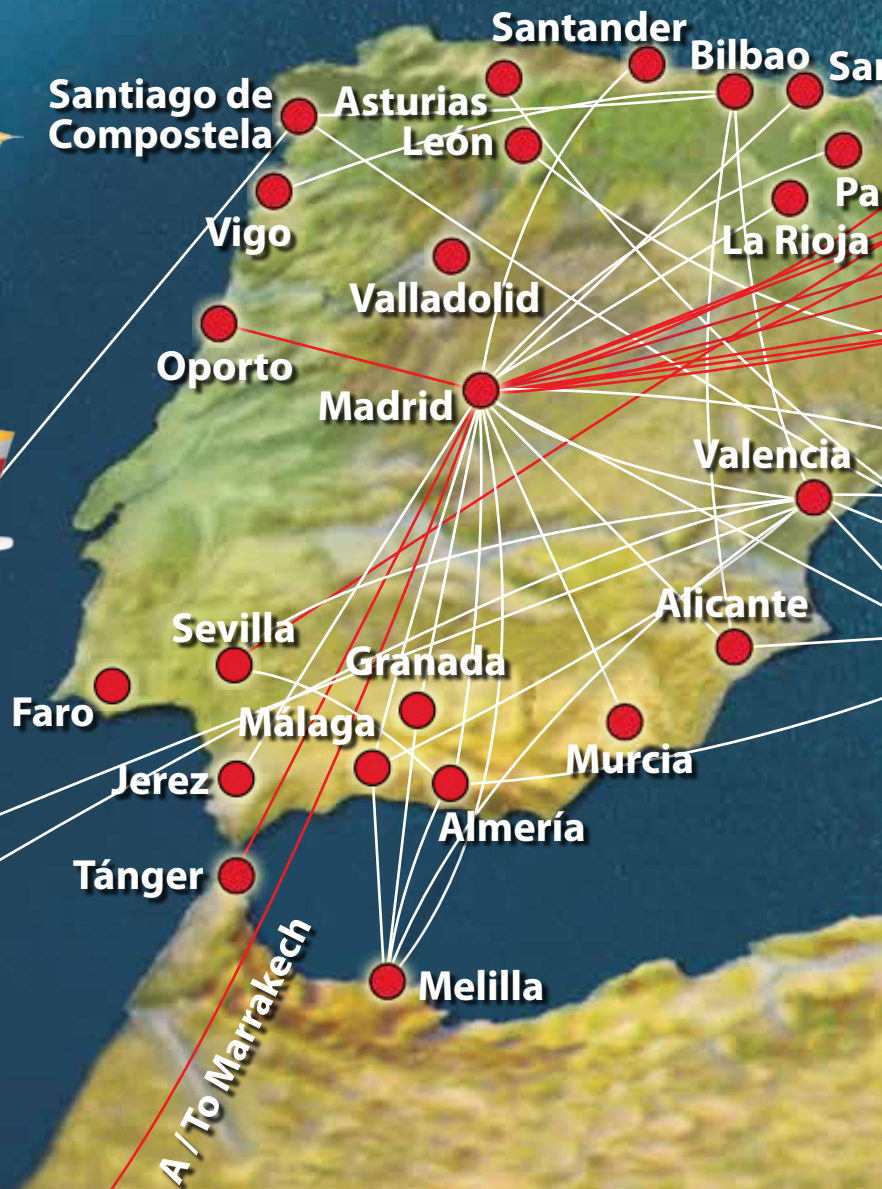 Santander
Bilbao
Santiago de
Compostela
Asturias
León
Vigo
La Rioja
Valladolid
Oporto
Madrid
Valencia
Alicante
Sevilla
Granada
Faro
Málaga
Murcia
Jerez
Almería
Tánger
Melilla
A / To Marrakech